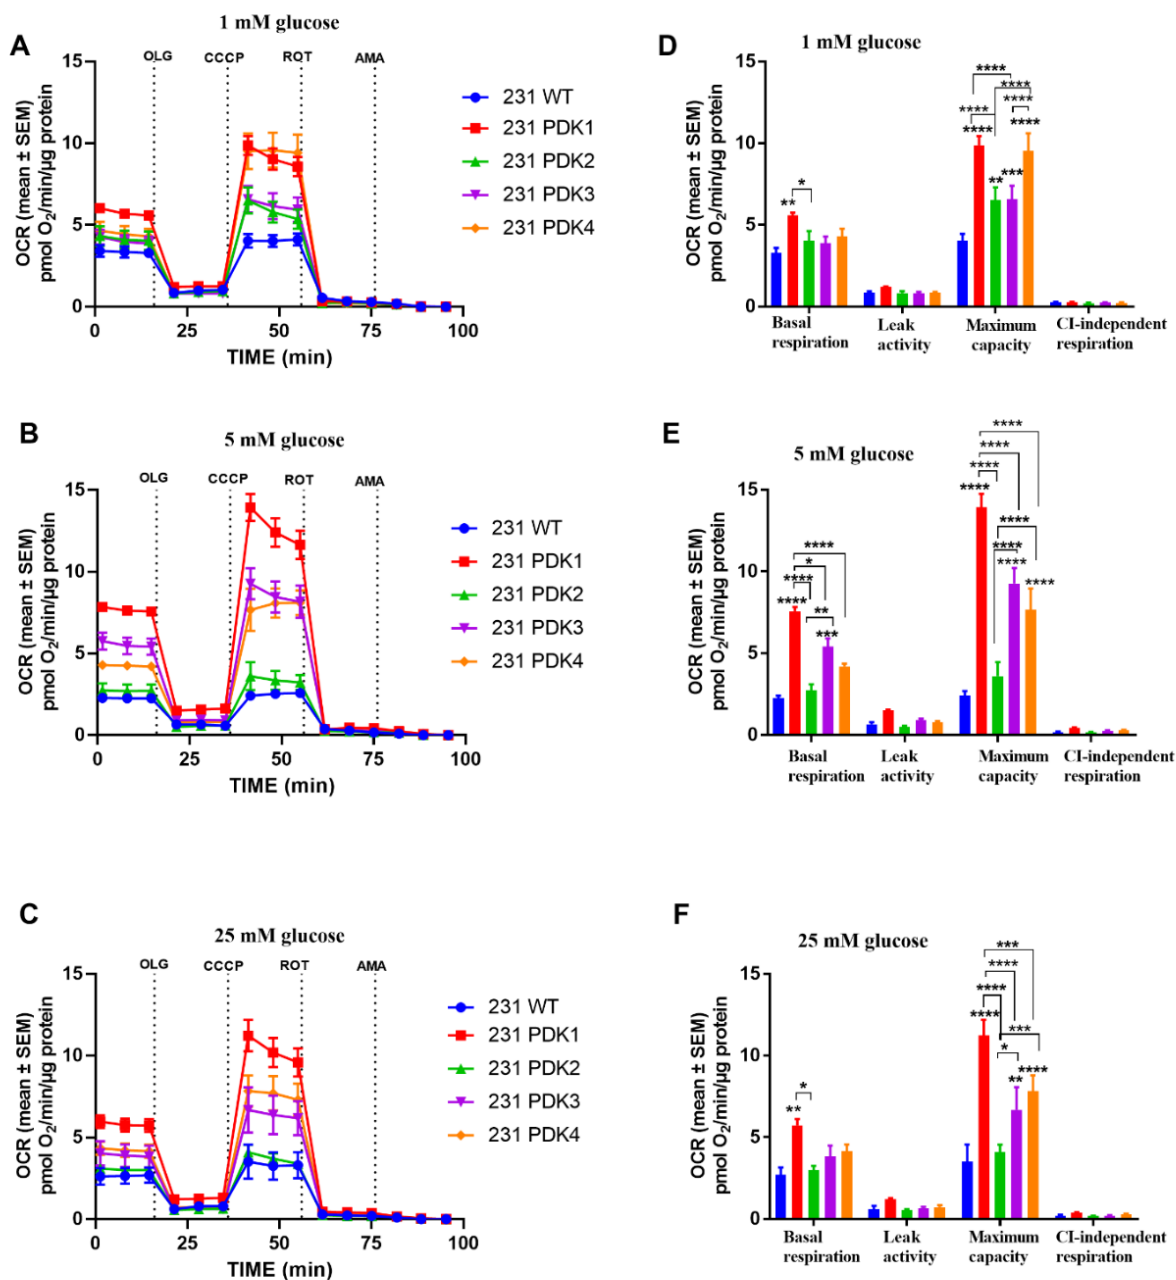 A
1 mM glucose
OLG CCCP ROT AMA
OCR (mean ± SEM)
pmol O₂/min/µg protein
15
10
5
0
0 25 50 75 100
TIME (min)
231 WT
231 PDK1
231 PDK2
231 PDK3
231 PDK4
D
1 mM glucose
OCR (mean ± SEM)
pmol O₂/min/µg protein
15
10
5
0
**
*
****
****
****
****
****
**
***
****
Basal
respiration
Leak
activity
Maximum
capacity
CI-independent
respiration
B
5 mM glucose
OLG CCCP ROT AMA
OCR (mean ± SEM)
pmol O₂/min/µg protein
15
10
5
0
0 25 50 75 100
TIME (min)
231 WT
231 PDK1
231 PDK2
231 PDK3
231 PDK4
E
5 mM glucose
OCR (mean ± SEM)
pmol O₂/min/µg protein
15
10
5
0
****
*
****
****
**
***
****
****
****
****
****
****
****
****
Basal
respiration
Leak
activity
Maximum
capacity
CI-independent
respiration
C
25 mM glucose
OLG CCCP ROT AMA
OCR (mean ± SEM)
pmol O₂/min/µg protein
15
10
5
0
0 25 50 75 100
TIME (min)
231 WT
231 PDK1
231 PDK2
231 PDK3
231 PDK4
F
25 mM glucose
OCR (mean ± SEM)
pmol O₂/min/µg protein
15
10
5
0
*
**
***
****
****
****
***
*
**
****
Basal
respiration
Leak
activity
Maximum
capacity
CI-independent
respiration